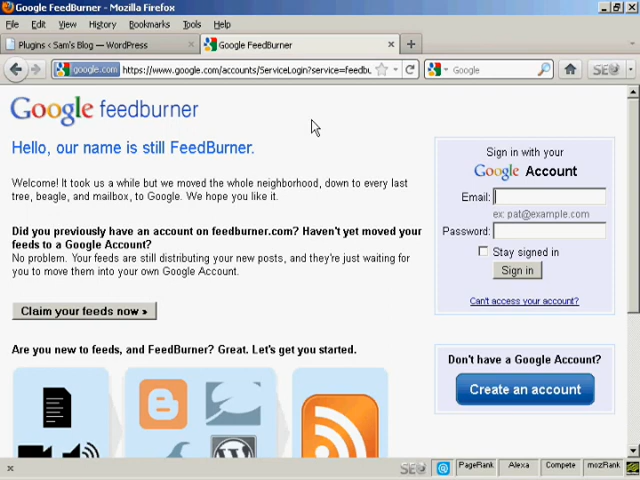 Google FeedBurner - Mozilla Firefox
File Edit View History Bookmarks Tools Help
Plugins < Sam's Blog — WordPress
Google FeedBurner
google.com https://www.google.com/accounts/ServiceLogin?service=feedbu
Google
SEO
Google feedburner
Hello, our name is still FeedBurner.
Welcome! It took us a while but we moved the whole neighborhood, down to every last
tree, beagle, and mailbox, to Google. We hope you like it.
Did you previously have an account on feedburner.com? Haven't yet moved your
feeds to a Google Account?
No problem. Your feeds are still distributing your new posts, and they're just waiting for
you to move them into your own Google Account.
Claim your feeds now »
Are you new to feeds, and FeedBurner? Great. Let's get you started.
Sign in with your
Google Account
Email:
ex: pat@example.com
Password:
Stay signed in
Sign in
Can't access your account?
Don't have a Google Account?
Create an account
SEO PageRank Alexa Compete mozRank